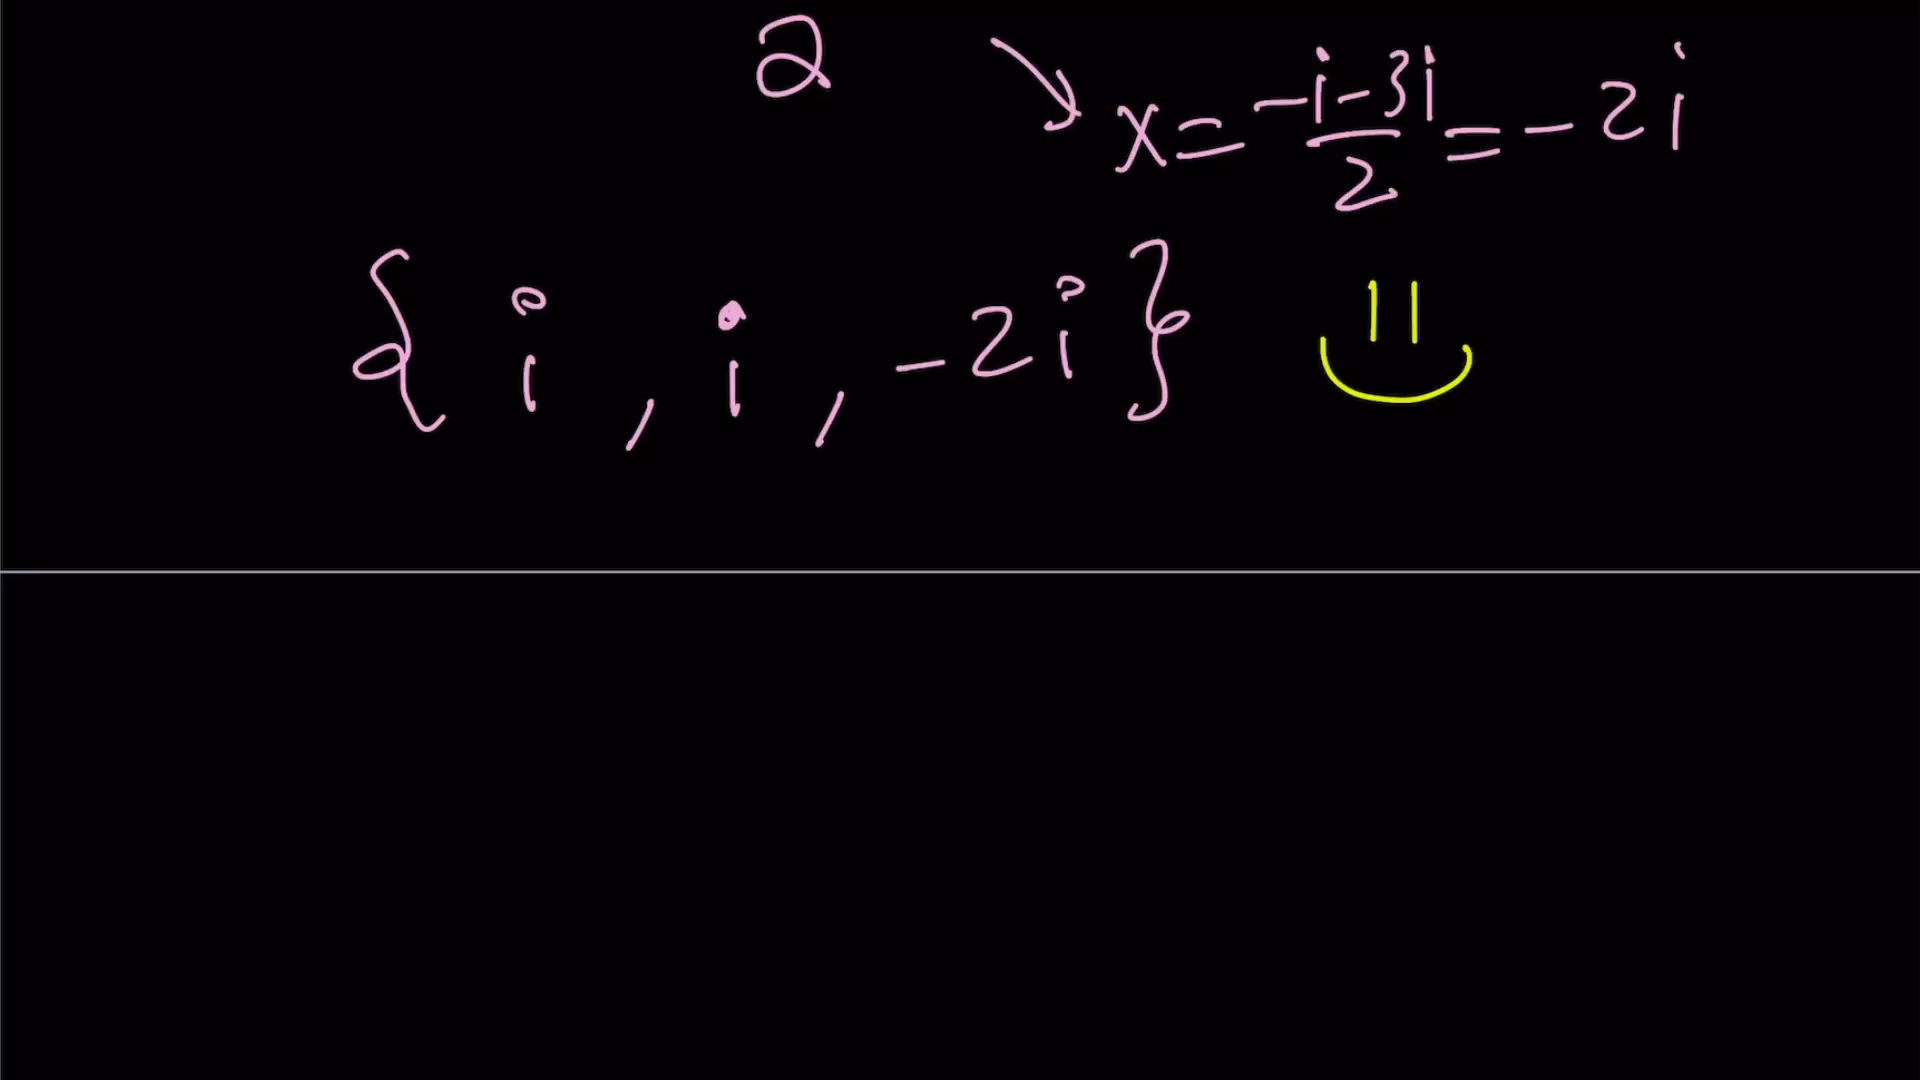 2
x = (-i - 3i)/2 = -2i
{ i , i , -2i }